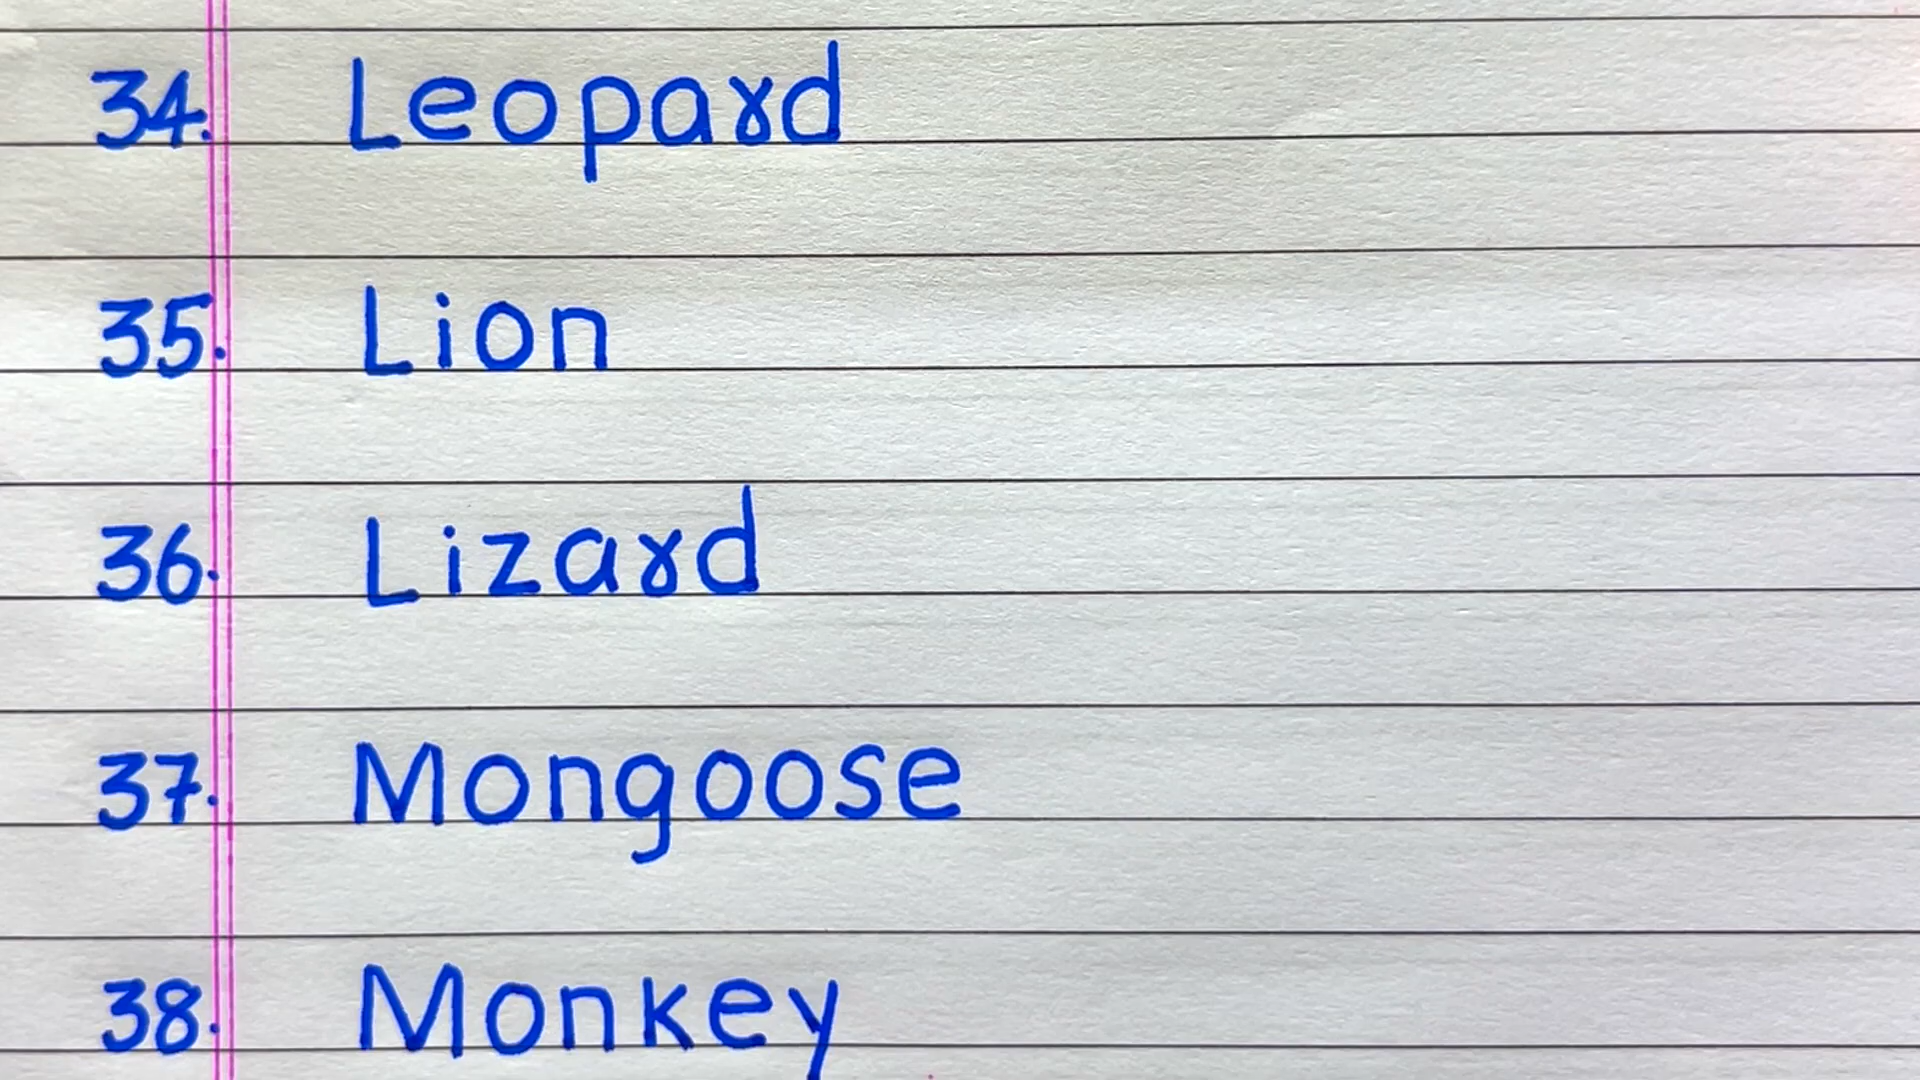 34. Leopard
35. Lion
36. Lizard
37. Mongoose
38. Monkey